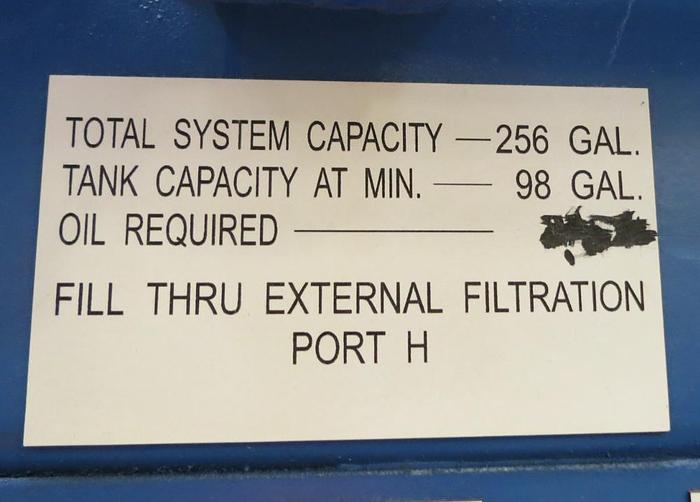 TOTAL SYSTEM CAPACITY — 256 GAL.
TANK CAPACITY AT MIN. — 98 GAL.
OIL REQUIRED —
FILL THRU EXTERNAL FILTRATION
PORT H